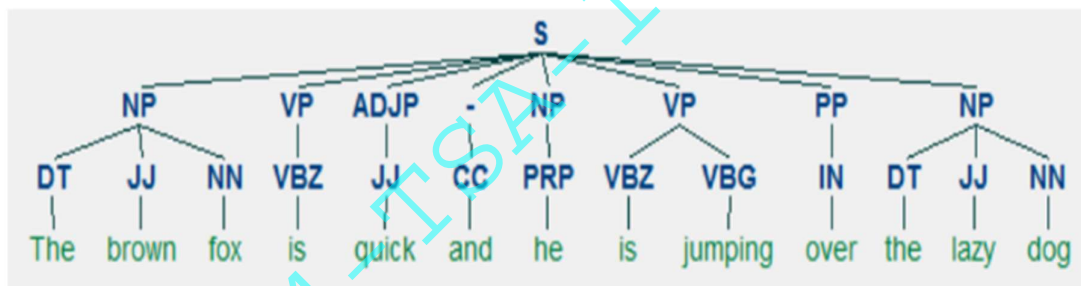 S
NP VP ADJP - NP VP PP NP
DT JJ NN VBZ JJ CC PRP VBZ VBG IN DT JJ NN
The brown fox is quick and he is jumping over the lazy dog